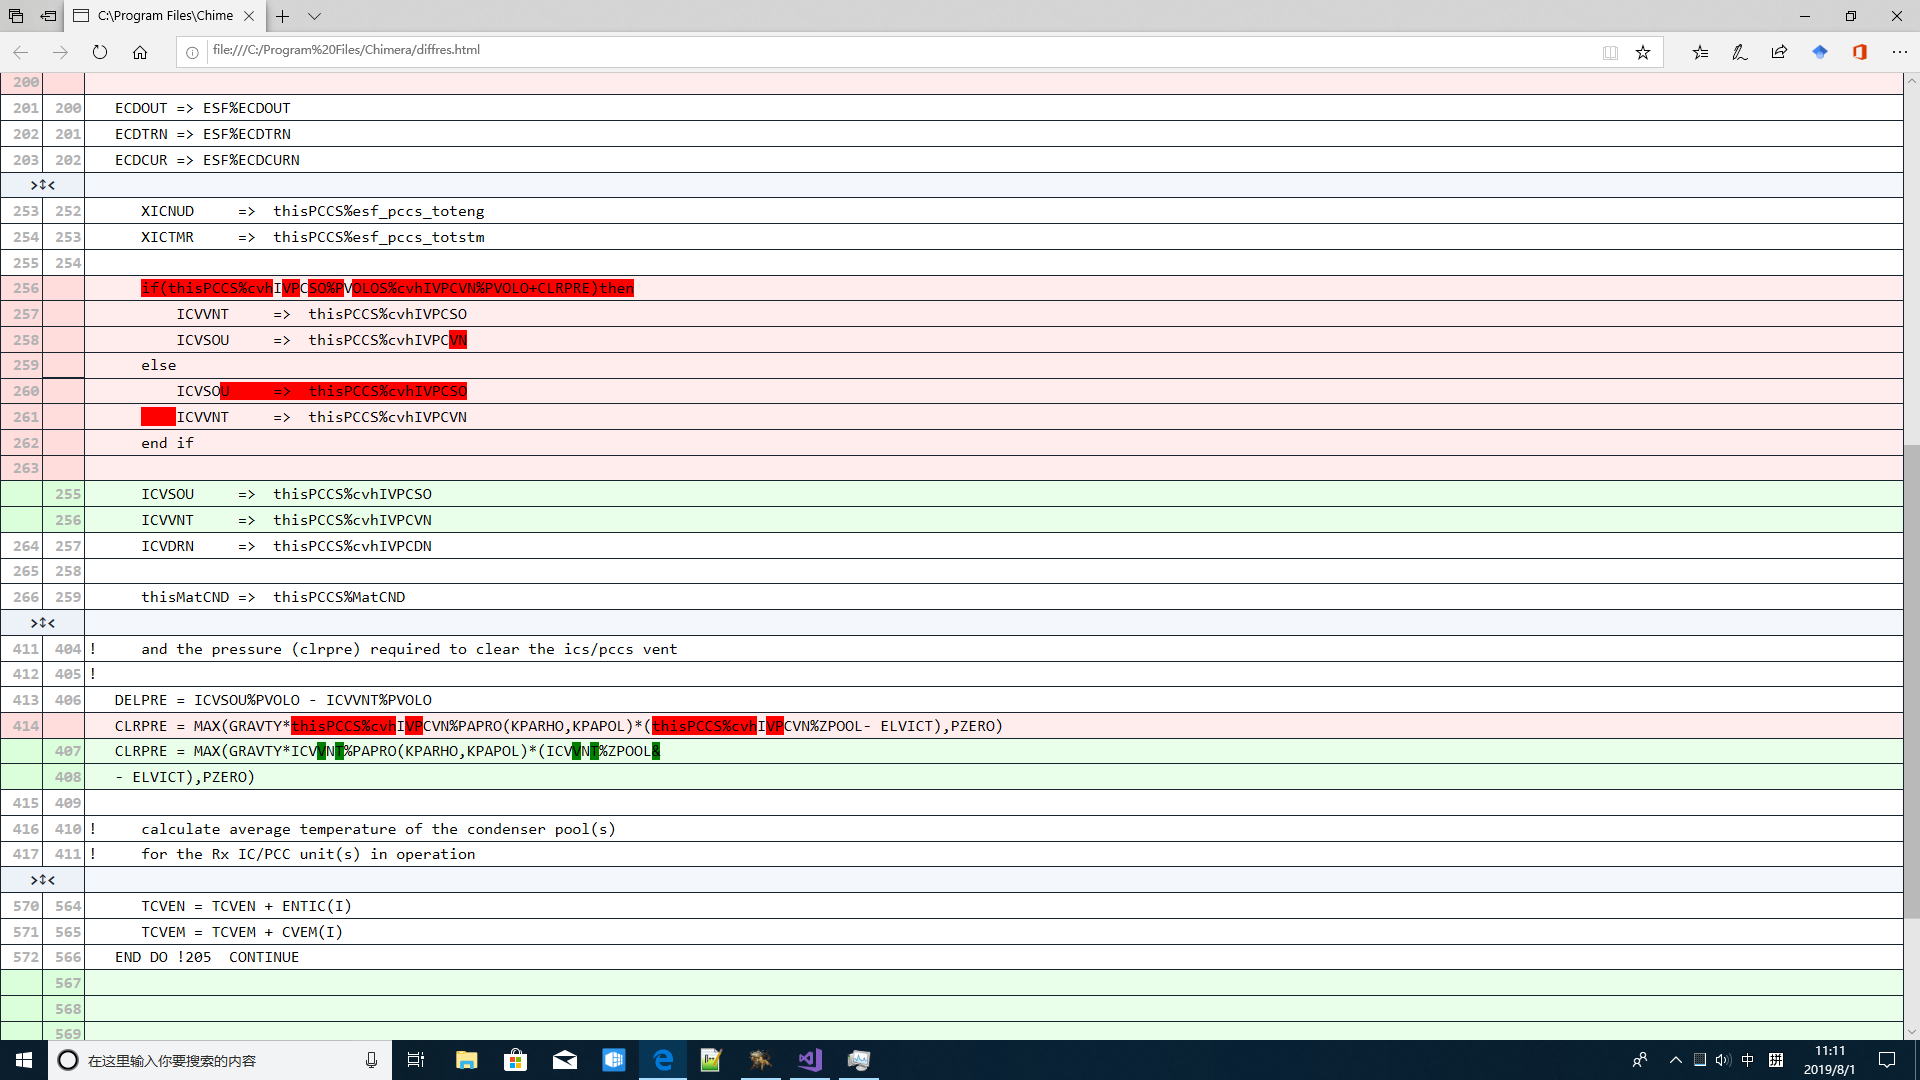 C:\Program Files\Chime
file:///C:/Program%20Files/Chimera/diffres.html
200
201 200 ECDOUT => ESF%ECDOUT
202 201 ECDTRN => ESF%ECDTRN
203 202 ECDCUR => ESF%ECDCURN
253 252 XICNUD => thisPCCS%esf_pccs_toteng
254 253 XICTMR => thisPCCS%esf_pccs_totstm
255 254
256 if(thisPCCS%cvhIVPCSO%PVOLOS%cvhIVPCVN%PVOLO+CLRPRE)then
257 ICVVNT => thisPCCS%cvhIVPCSO
258 ICVSOU => thisPCCS%cvhIVPCVN
259 else
260 ICVSOU => thisPCCS%cvhIVPCSO
261 ICVVNT => thisPCCS%cvhIVPCVN
262 end if
263
255 ICVSOU => thisPCCS%cvhIVPCSO
256 ICVVNT => thisPCCS%cvhIVPCVN
264 257 ICVDRN => thisPCCS%cvhIVPCDN
265 258
266 259 thisMatCND => thisPCCS%MatCND
411 404 ! and the pressure (clrpre) required to clear the ics/pccs vent
412 405 !
413 406 DELPRE = ICVSOU%PVOLO - ICVVNT%PVOLO
414 CLRPRE = MAX(GRAVTY*thisPCCS%cvhIVPCVN%PAPRO(KPARHO,KPAPOL)*(thisPCCS%cvhIVPCVN%ZPOOL- ELVICT),PZERO)
407 CLRPRE = MAX(GRAVTY*ICVVNT%PAPRO(KPARHO,KPAPOL)*(ICVVNT%ZPOOL&
408 - ELVICT),PZERO)
415 409
416 410 ! calculate average temperature of the condenser pool(s)
417 411 ! for the Rx IC/PCC unit(s) in operation
570 564 TCVEN = TCVEN + ENTIC(I)
571 565 TCVEM = TCVEM + CVEM(I)
572 566 END DO !205 CONTINUE
567
568
569
在这里输入你要搜索的内容
中
拼
11:11
2019/8/1